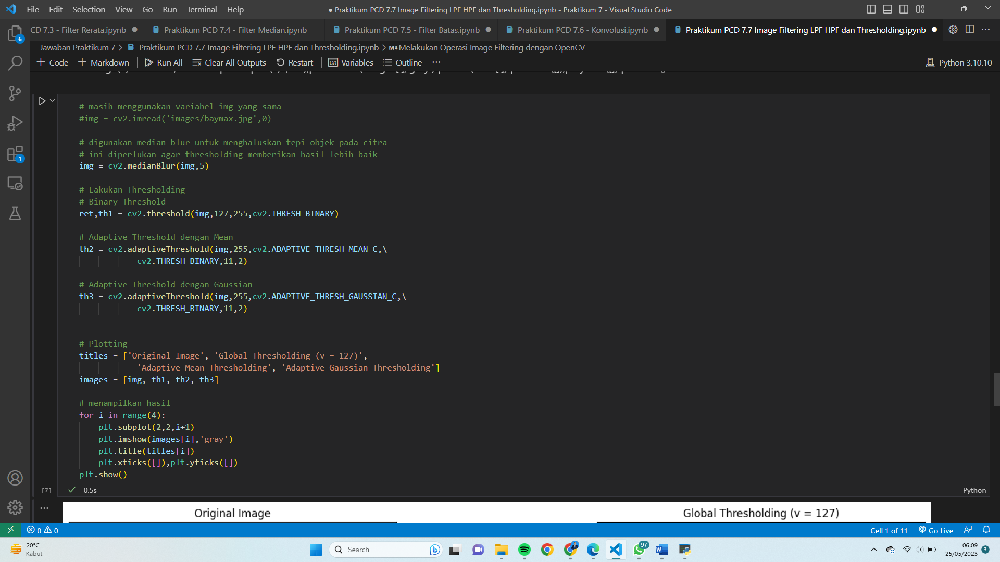 File Edit Selection View Go Run Terminal Help
● Praktikum PCD 7.7 Image Filtering LPF HPF dan Thresholding.ipynb - Praktikum 7 - Visual Studio Code
CD 7.3 - Filter Rerata.ipynb ● Praktikum PCD 7.4 - Filter Median.ipynb Praktikum PCD 7.5 - Filter Batas.ipynb ● Praktikum PCD 7.6 - Konvolusi.ipynb ● Praktikum PCD 7.7 Image Filtering LPF HPF dan Thresholding.ipynb ●
Jawaban Praktikum 7 > Praktikum PCD 7.7 Image Filtering LPF HPF dan Thresholding.ipynb > M↓Melakukan Operasi Image Filtering dengan OpenCV
+ Code + Markdown Run All Clear All Outputs Restart Variables Outline ··· Python 3.10.10
# masih menggunakan variabel img yang sama
#img = cv2.imread('images/baymax.jpg',0)
# digunakan median blur untuk menghaluskan tepi objek pada citra
# ini diperlukan agar thresholding memberikan hasil lebih baik
img = cv2.medianBlur(img,5)
# Lakukan Thresholding
# Binary Threshold
ret,th1 = cv2.threshold(img,127,255,cv2.THRESH_BINARY)
# Adaptive Threshold dengan Mean
th2 = cv2.adaptiveThreshold(img,255,cv2.ADAPTIVE_THRESH_MEAN_C,\
cv2.THRESH_BINARY,11,2)
# Adaptive Threshold dengan Gaussian
th3 = cv2.adaptiveThreshold(img,255,cv2.ADAPTIVE_THRESH_GAUSSIAN_C,\
cv2.THRESH_BINARY,11,2)
# Plotting
titles = ['Original Image', 'Global Thresholding (v = 127)',
'Adaptive Mean Thresholding', 'Adaptive Gaussian Thresholding']
images = [img, th1, th2, th3]
# menampilkan hasil
for i in range(4):
plt.subplot(2,2,i+1)
plt.imshow(images[i],'gray')
plt.title(titles[i])
plt.xticks([]),plt.yticks([])
plt.show()
[7] ✓ 0.5s Python
Original Image Global Thresholding (v = 127)
0 0 Cell 1 of 11 Go Live
20°C
Kabut
Search
97
06:09
25/05/2023
3
6
1